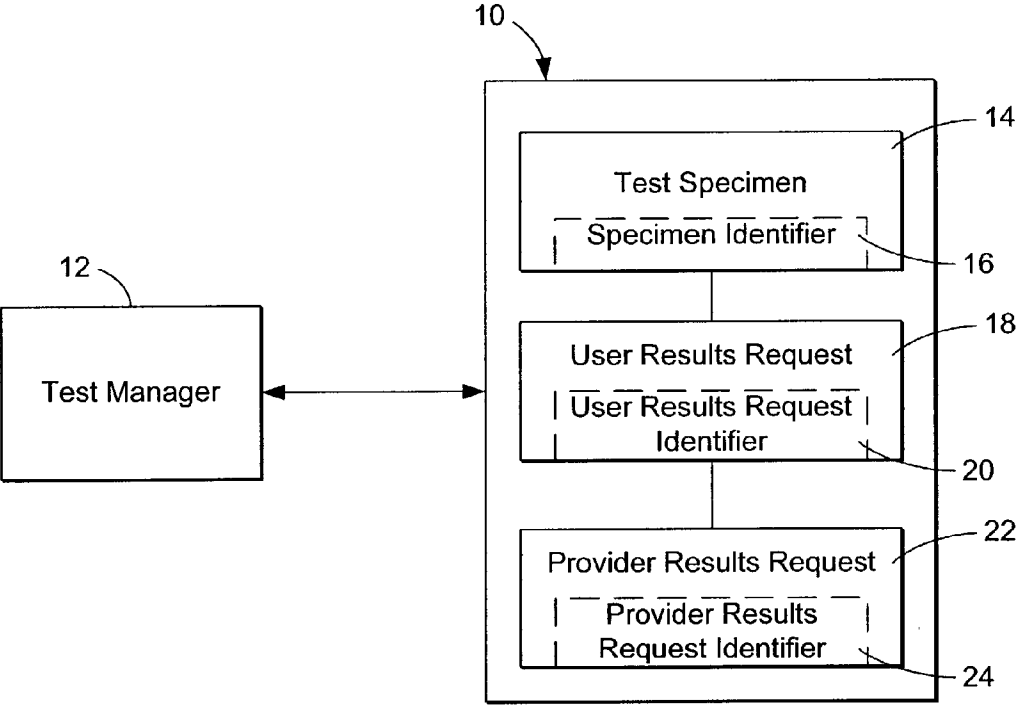 10
14
Test Specimen
Specimen Identifier
16
12
Test Manager
18
User Results Request
User Results Request
Identifier
20
22
Provider Results Request
Provider Results
Request Identifier
24